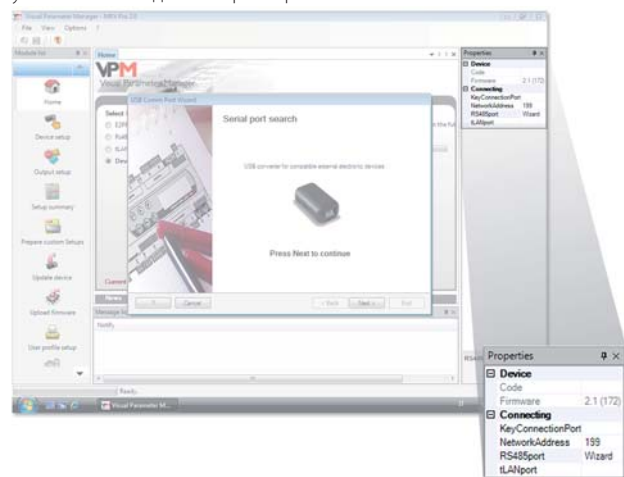 Visual Parameter Manager - MRX Pro 2.0
File View Options ?
Module list
Home
Home
Device setup
Output setup
Setup summary
Prepare custom Setups
Update device
Upload firmware
User profile setup
VPM
Visual Parameter Manager
USB Comm Port Wizard
Serial port search
USB converter for compatible external electronic devices.
Press Next to continue
? Cancel < Back Next > End
News
Notify
Ready
Visual Parameter M...
Properties
Device
Code
Firmware 2.1 (172)
Connecting
KeyConnectionPort
NetworkAddress 199
RS485port Wizard
tLANport
Properties
Device
Code
Firmware 2.1 (172)
Connecting
KeyConnectionPort
NetworkAddress 199
RS485port Wizard
tLANport